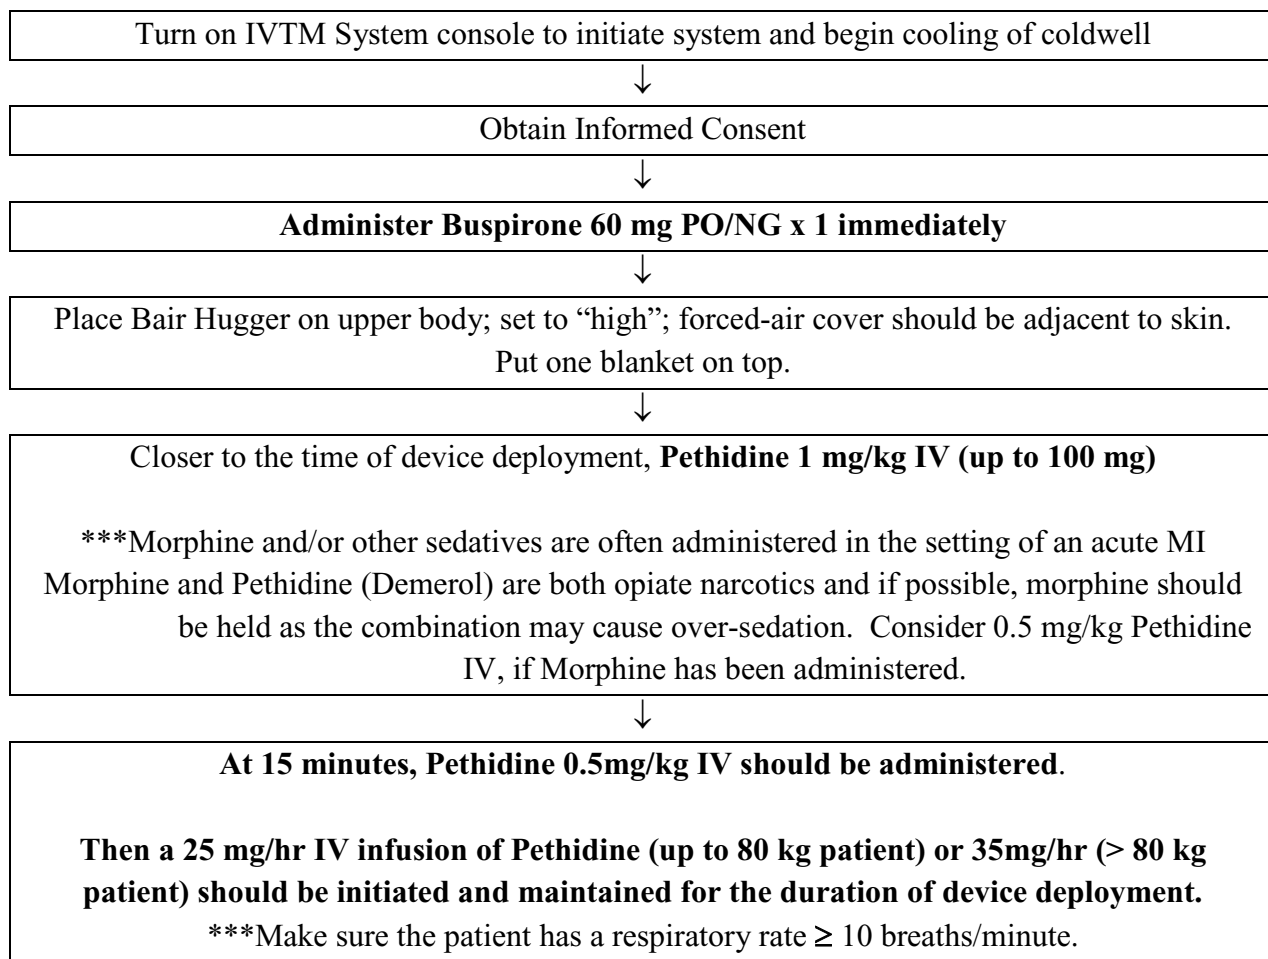 Turn on IVTM System console to initiate system and begin cooling of coldwell
↓
Obtain Informed Consent
↓
Administer Buspirone 60 mg PO/NG x 1 immediately
↓
Place Bair Hugger on upper body; set to “high”; forced-air cover should be adjacent to skin.
Put one blanket on top.
↓
Closer to the time of device deployment, Pethidine 1 mg/kg IV (up to 100 mg)
***Morphine and/or other sedatives are often administered in the setting of an acute MI
Morphine and Pethidine (Demerol) are both opiate narcotics and if possible, morphine should
be held as the combination may cause over-sedation.  Consider 0.5 mg/kg Pethidine
IV, if Morphine has been administered.
↓
At 15 minutes, Pethidine 0.5mg/kg IV should be administered.
Then a 25 mg/hr IV infusion of Pethidine (up to 80 kg patient) or 35mg/hr (> 80 kg
patient) should be initiated and maintained for the duration of device deployment.
***Make sure the patient has a respiratory rate ≥ 10 breaths/minute.